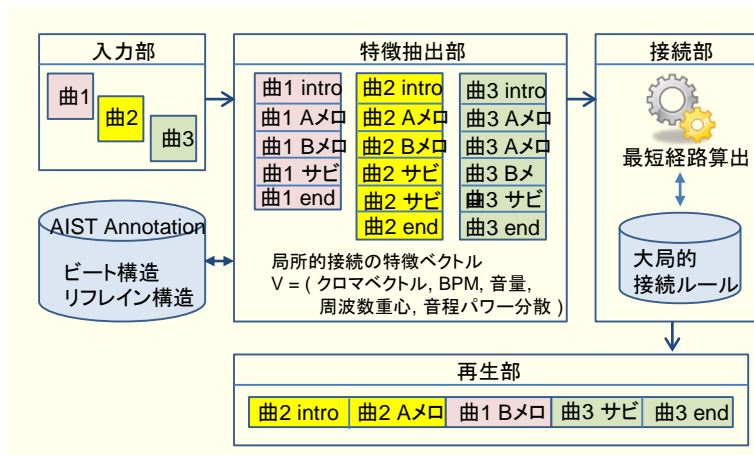 入力部
曲1
曲2
曲3
AIST Annotation
ビート構造
リフレイン構造
特徴抽出部
曲1 intro
曲1 Aメロ
曲1 Bメロ
曲1 サビ
曲1 end
曲2 intro
曲2 Aメロ
曲2 Bメロ
曲2 サビ
曲2 サビ
曲2 end
曲3 intro
曲3 Aメロ
曲3 Aメロ
曲3 Bメ
曲3 サビ
曲3 end
局所的接続の特徴ベクトル
V = ( クロマベクトル, BPM, 音量,
周波数重心, 音程パワー分散 )
接続部
最短経路算出
大局的
接続ルール
再生部
曲2 intro 曲2 Aメロ 曲1 Bメロ 曲3 サビ 曲3 end